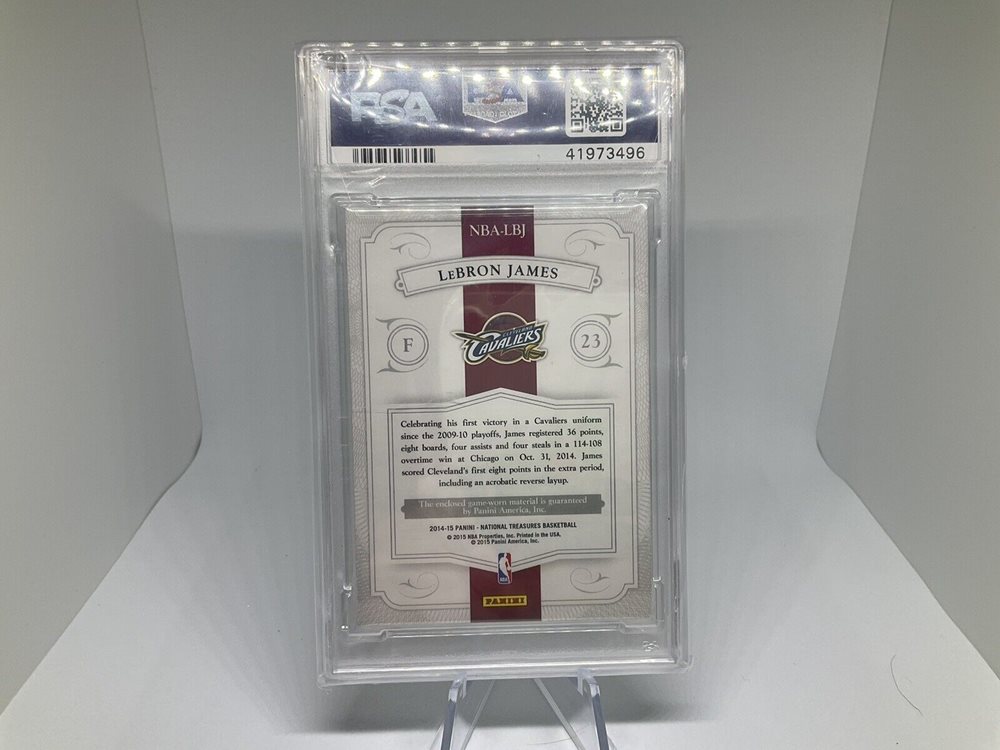 PSA
PSA
41973496
NBA-LBJ
LEBRON JAMES
F
CLEVELAND
CAVALIERS
23
Celebrating his first victory in a Cavaliers uniform
since the 2009-10 playoffs, James registered 36 points,
eight boards, four assists and four steals in a 114-108
overtime win at Chicago on Oct. 31, 2014. James
scored Cleveland's first eight points in the extra period,
including an acrobatic reverse layup.
The enclosed game-worn material is guaranteed
by Panini America, Inc.
2014-15 PANINI - NATIONAL TREASURES BASKETBALL
© 2015 NBA Properties, Inc. Printed in the USA.
© 2015 Panini America, Inc.
PANINI